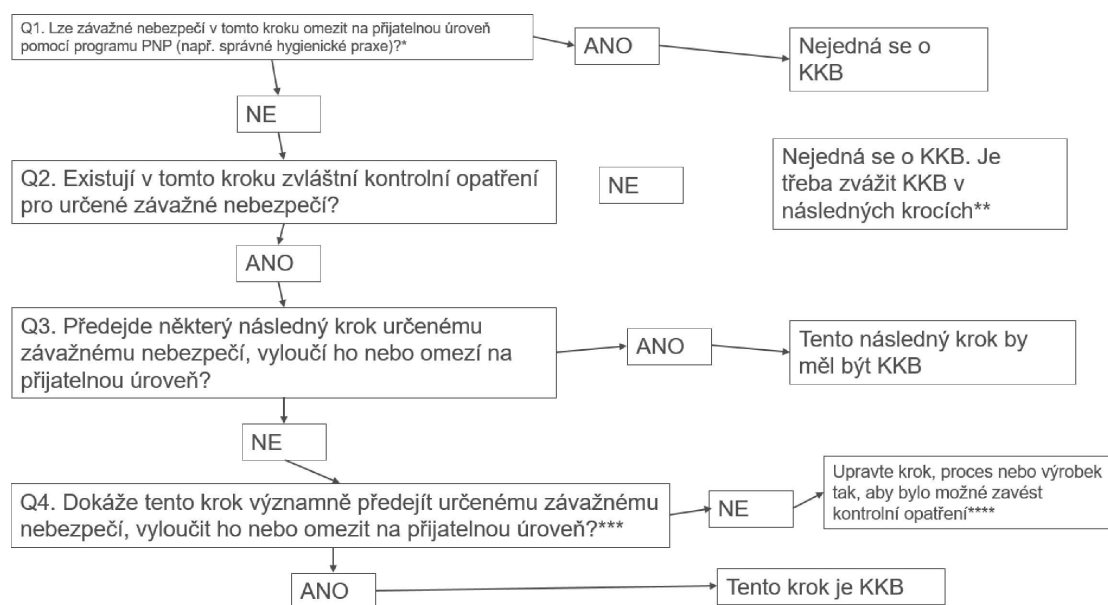 Q1. Lze závažné nebezpečí v tomto kroku omezit na přijatelnou úroveň
pomocí programu PNP (např. správné hygienické praxe)?*
ANO
Nejedná se o
KKB
NE
Q2. Existují v tomto kroku zvláštní kontrolní opatření
pro určené závažné nebezpečí?
NE
Nejedná se o KKB. Je
třeba zvážit KKB v
následných krocích**
ANO
Q3. Předejde některý následný krok určenému
závažnému nebezpečí, vyloučí ho nebo omezí na
přijatelnou úroveň?
ANO
Tento následný krok by
měl být KKB
NE
Q4. Dokáže tento krok významně předejít určenému závažnému
nebezpečí, vyloučit ho nebo omezit na přijatelnou úroveň?***
NE
Upravte krok, proces nebo výrobek
tak, aby bylo možné zavést
kontrolní opatření****
ANO
Tento krok je KKB